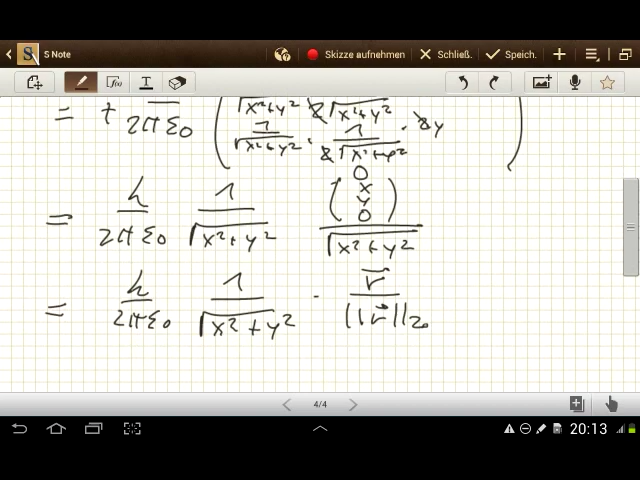 S Note
Skizze aufnehmen
Schließ.
Speich.
= + — / 2πε₀ ( √x²+y² 2√x²+y²
1/√x²+y² · 1/2√x²+y² · 2y
0 )
= λ/2πε₀ 1/√x²+y² (x y 0)/√x²+y²
= λ/2πε₀ 1/√x²+y² · r⃗/||r⃗||₂
4/4
20:13